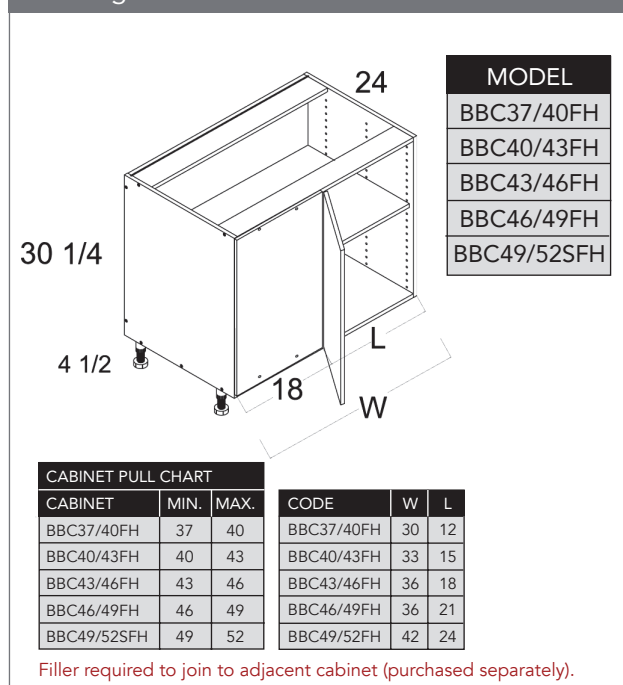 24
30 1/4
4 1/2
18
L
W
MODEL
BBC37/40FH
BBC40/43FH
BBC43/46FH
BBC46/49FH
BBC49/52SFH
CABINET PULL CHART
CABINET MIN. MAX.
BBC37/40FH 37 40
BBC40/43FH 40 43
BBC43/46FH 43 46
BBC46/49FH 46 49
BBC49/52SFH 49 52
CODE W L
BBC37/40FH 30 12
BBC40/43FH 33 15
BBC43/46FH 36 18
BBC46/49FH 36 21
BBC49/52FH 42 24
Filler required to join to adjacent cabinet (purchased separately).